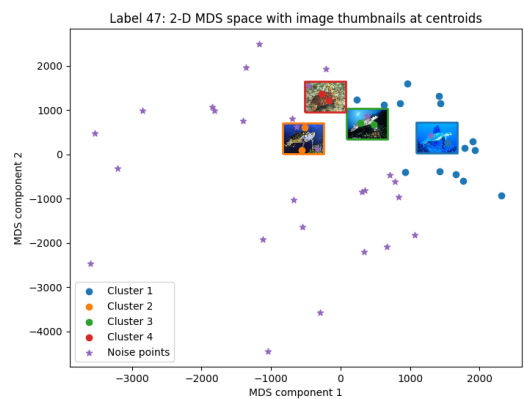 Label 47: 2-D MDS space with image thumbnails at centroids
MDS component 2
2000
1000
0
−1000
−2000
−3000
−4000
Cluster 1
Cluster 2
Cluster 3
Cluster 4
Noise points
−3000 −2000 −1000 0 1000 2000
MDS component 1